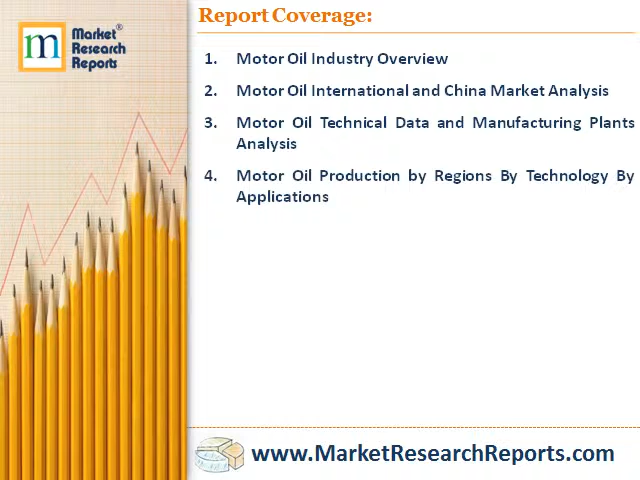 m
Market®
Research
Reports
Report Coverage:
1. Motor Oil Industry Overview
2. Motor Oil International and China Market Analysis
3. Motor Oil Technical Data and Manufacturing Plants
Analysis
4. Motor Oil Production by Regions By Technology By
Applications
www.MarketResearchReports.com